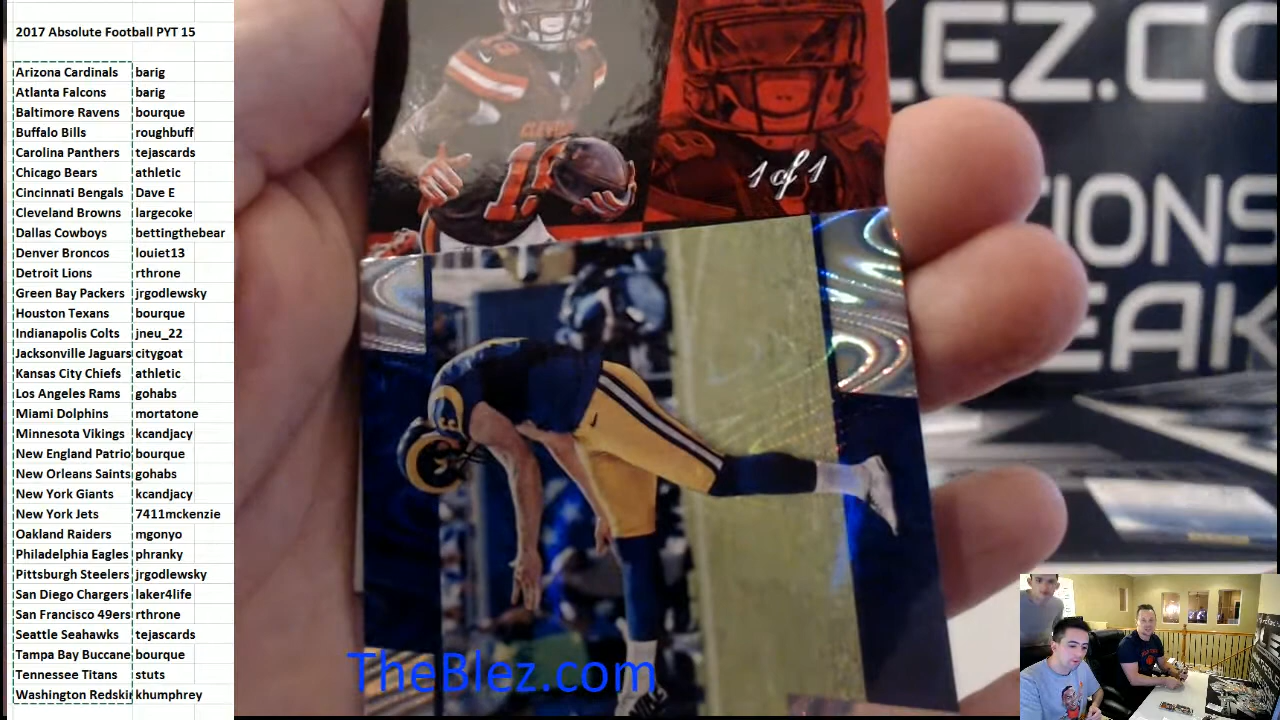 2017 Absolute Football PYT 15
Arizona Cardinals barig
Atlanta Falcons barig
Baltimore Ravens bourque
Buffalo Bills roughbuff
Carolina Panthers tejascards
Chicago Bears athletic
Cincinnati Bengals Dave E
Cleveland Browns largecoke
Dallas Cowboys bettingthebear
Denver Broncos louiet13
Detroit Lions rthrone
Green Bay Packers jrgodlewsky
Houston Texans bourque
Indianapolis Colts jneu_22
Jacksonville Jaguars citygoat
Kansas City Chiefs athletic
Los Angeles Rams gohabs
Miami Dolphins mortatone
Minnesota Vikings kcandjacy
New England Patrio bourque
New Orleans Saints gohabs
New York Giants kcandjacy
New York Jets 7411mckenzie
Oakland Raiders mgonyo
Philadelphia Eagles phranky
Pittsburgh Steelers jrgodlewsky
San Diego Chargers laker4life
San Francisco 49ers rthrone
Seattle Seahawks tejascards
Tampa Bay Buccane bourque
Tennessee Titans stuts
Washington Redskin khumphrey
1 of 1
LEZ.CO
IONS
EAK
TheBlez.com